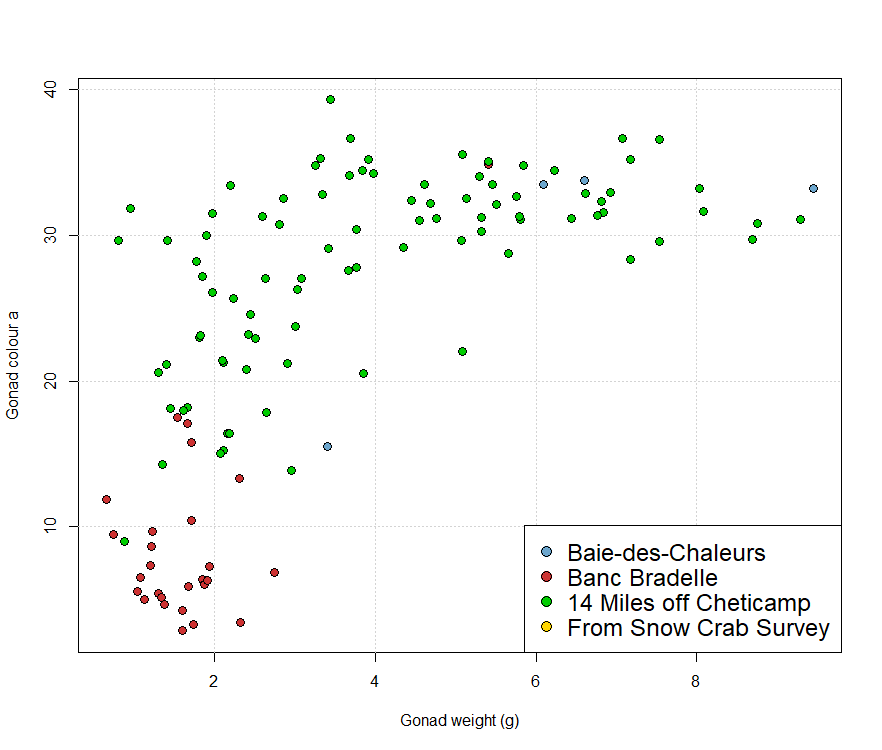 40
30
20
10
Gonad colour a
Baie-des-Chaleurs
Banc Bradelle
14 Miles off Cheticamp
From Snow Crab Survey
2 4 6 8
Gonad weight (g)